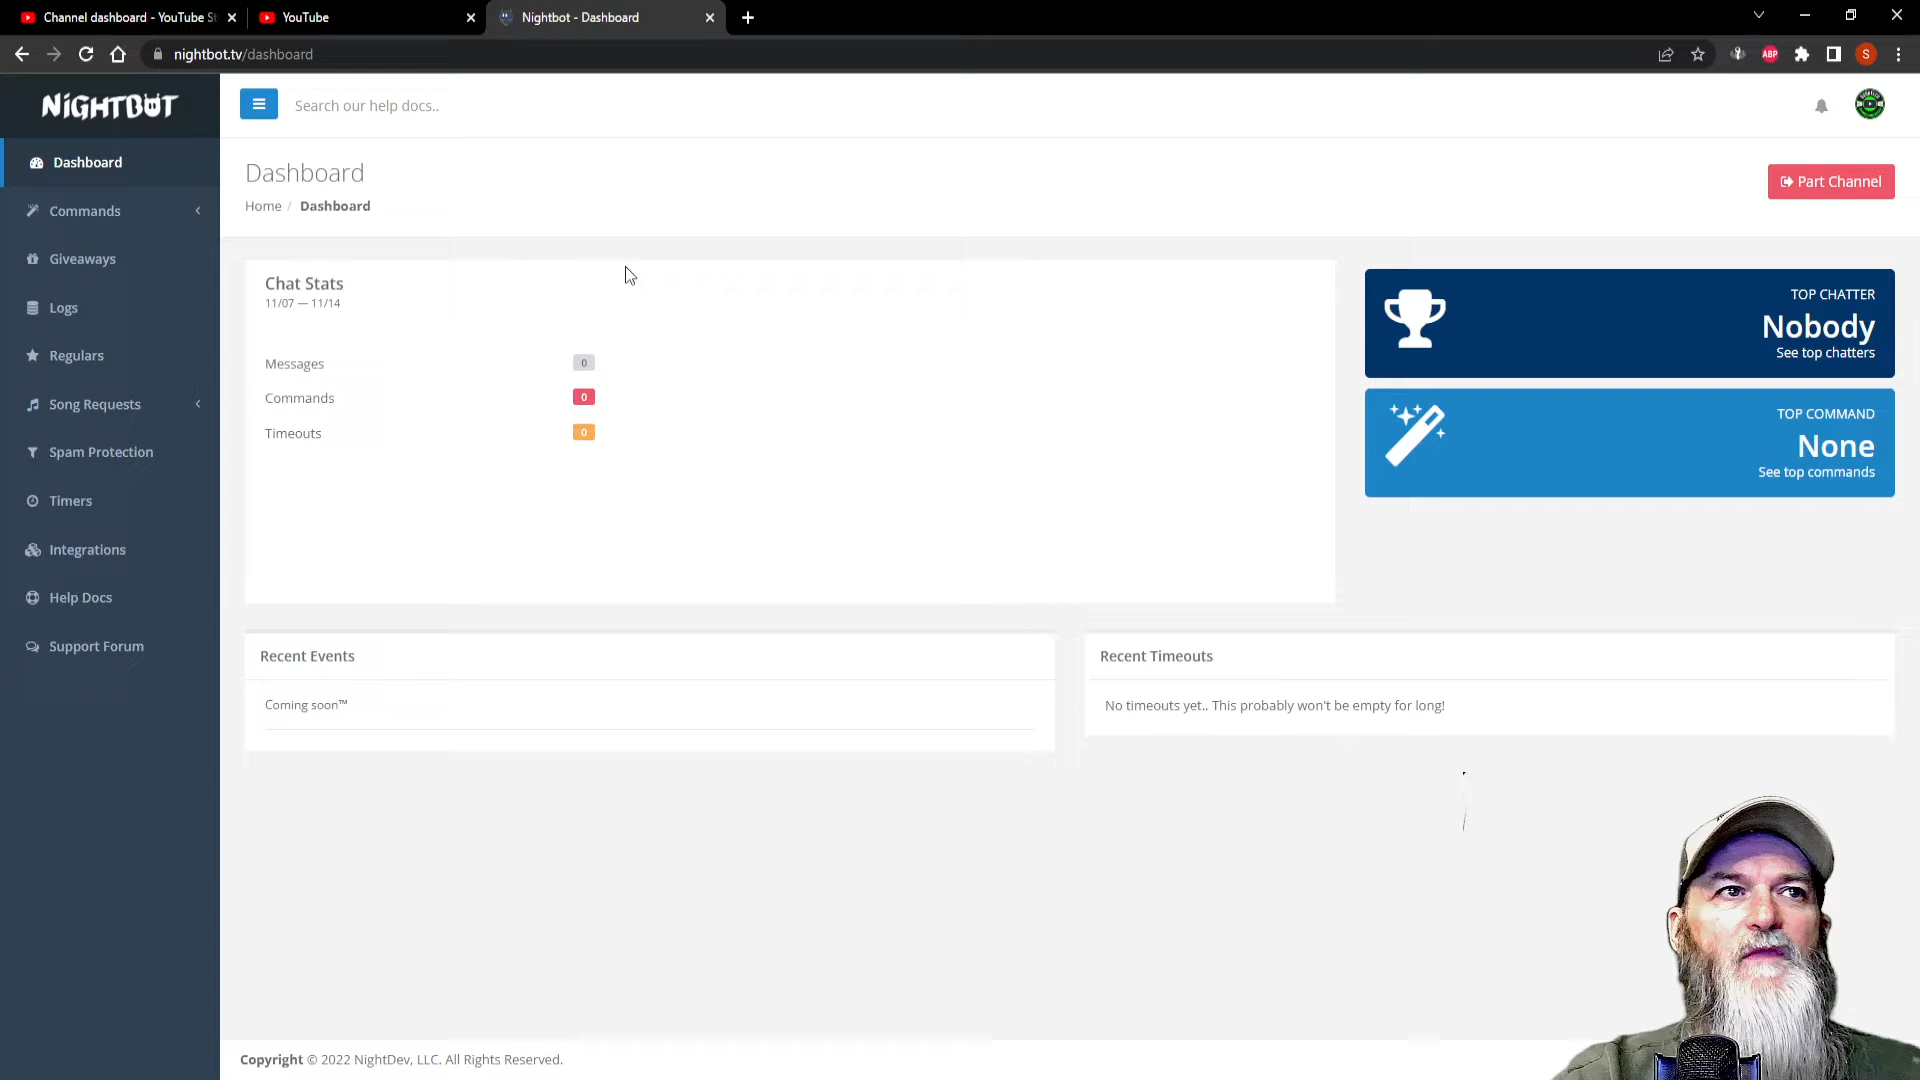 Channel dashboard - YouTube St
YouTube
Nightbot - Dashboard
nightbot.tv/dashboard
ABP
S
NIGHTBOT
Search our help docs..
Dashboard
Commands
Giveaways
Logs
Regulars
Song Requests
Spam Protection
Timers
Integrations
Help Docs
Support Forum
Dashboard
Home / Dashboard
Part Channel
Chat Stats
11/07 — 11/14
Messages 0
Commands 0
Timeouts 0
TOP CHATTER
Nobody
See top chatters
TOP COMMAND
None
See top commands
Recent Events
Coming soon™
Recent Timeouts
No timeouts yet.. This probably won't be empty for long!
Copyright © 2022 NightDev, LLC. All Rights Reserved.